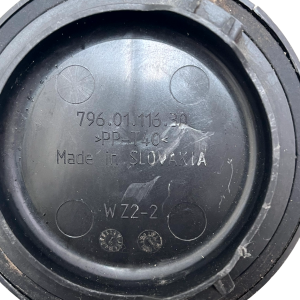 796.01.116.30
>PP-T40<
Made in SLOVAKIA
WZ2-2